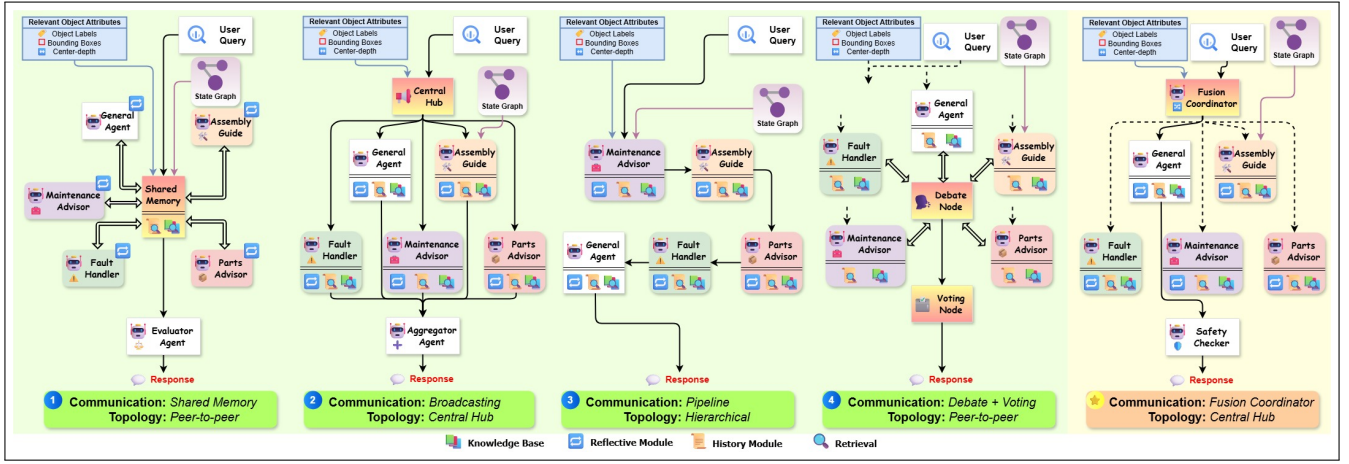 Relevant Object Attributes
Object Labels
Bounding Boxes
Center-depth
User
Query
State Graph
General
Agent
Assembly
Guide
Shared
Memory
Maintenance
Advisor
Fault
Handler
Parts
Advisor
Evaluator
Agent
Response
1
Communication: Shared Memory
Topology: Peer-to-peer
Relevant Object Attributes
Object Labels
Bounding Boxes
Center-depth
User
Query
Central
Hub
State Graph
General
Agent
Assembly
Guide
Fault
Handler
Maintenance
Advisor
Parts
Advisor
Aggregator
Agent
Response
2
Communication: Broadcasting
Topology: Central Hub
Relevant Object Attributes
Object Labels
Bounding Boxes
Center-depth
User
Query
State Graph
Maintenance
Advisor
Assembly
Guide
General
Agent
Fault
Handler
Parts
Advisor
Response
3
Communication: Pipeline
Topology: Hierarchical
Relevant Object Attributes
Object Labels
Bounding Boxes
Center-depth
User
Query
State Graph
General
Agent
Fault
Handler
Assembly
Guide
Debate
Node
Maintenance
Advisor
Parts
Advisor
Voting
Node
Response
4
Communication: Debate + Voting
Topology: Peer-to-peer
Relevant Object Attributes
Object Labels
Bounding Boxes
Center-depth
User
Query
State Graph
Fusion
Coordinator
General
Agent
Assembly
Guide
Fault
Handler
Maintenance
Advisor
Parts
Advisor
Safety
Checker
Response
Communication: Fusion Coordinator
Topology: Central Hub
Knowledge Base
Reflective Module
History Module
Retrieval